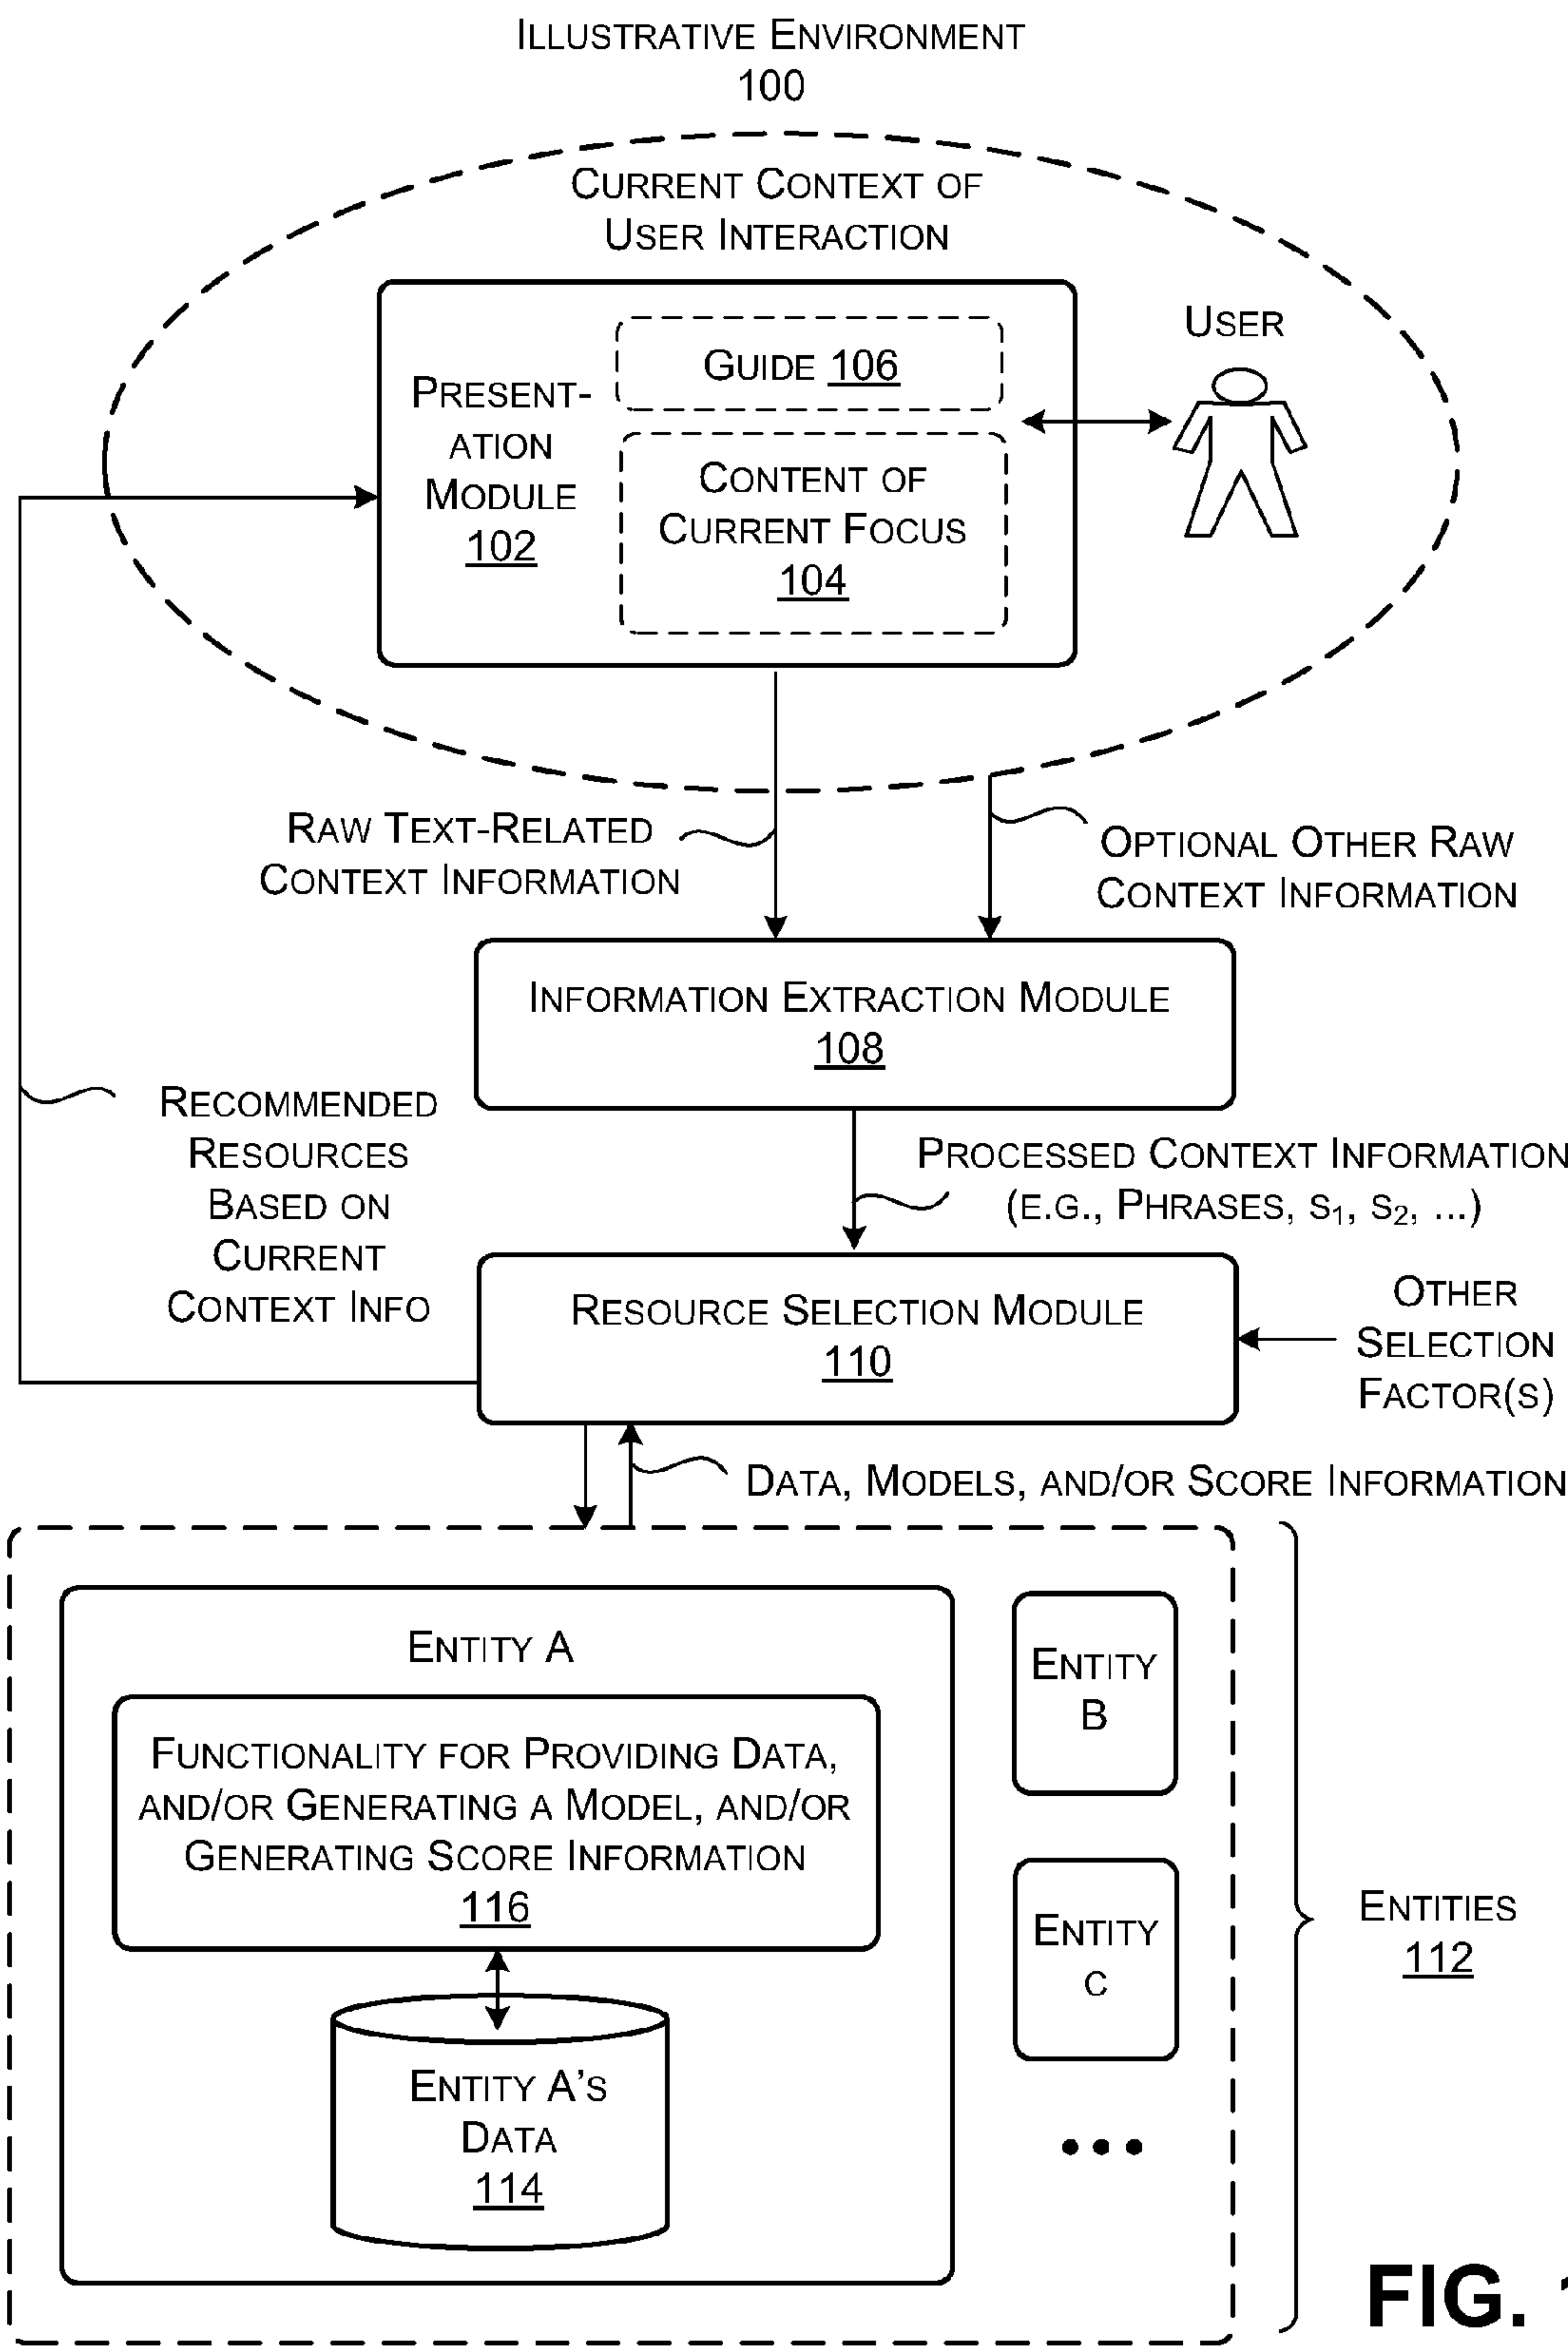 ILLUSTRATIVE ENVIRONMENT
100
CURRENT CONTEXT OF
USER INTERACTION
USER
GUIDE 106
PRESENT-
ATION
MODULE
102
CONTENT OF
CURRENT FOCUS
104
RAW TEXT-RELATED
CONTEXT INFORMATION
OPTIONAL OTHER RAW
CONTEXT INFORMATION
INFORMATION EXTRACTION MODULE
108
RECOMMENDED
RESOURCES
BASED ON
CURRENT
CONTEXT INFO
PROCESSED CONTEXT INFORMATION
(E.G., PHRASES, S₁, S₂, ...)
RESOURCE SELECTION MODULE
110
OTHER
SELECTION
FACTOR(S)
DATA, MODELS, AND/OR SCORE INFORMATION
ENTITY A
FUNCTIONALITY FOR PROVIDING DATA,
AND/OR GENERATING A MODEL, AND/OR
GENERATING SCORE INFORMATION
116
ENTITY A'S
DATA
114
ENTITY
B
ENTITY
C
ENTITIES
112
FIG.